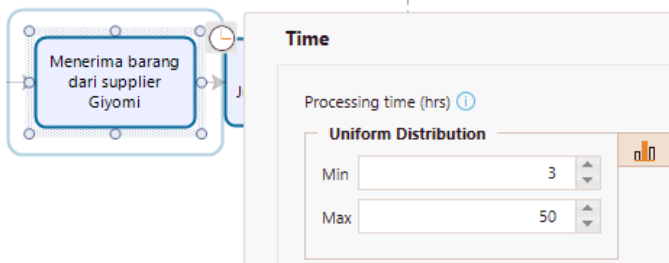 Menerima barang
dari supplier
Giyomi
Time
Processing time (hrs)
Uniform Distribution
Min 3
Max 50